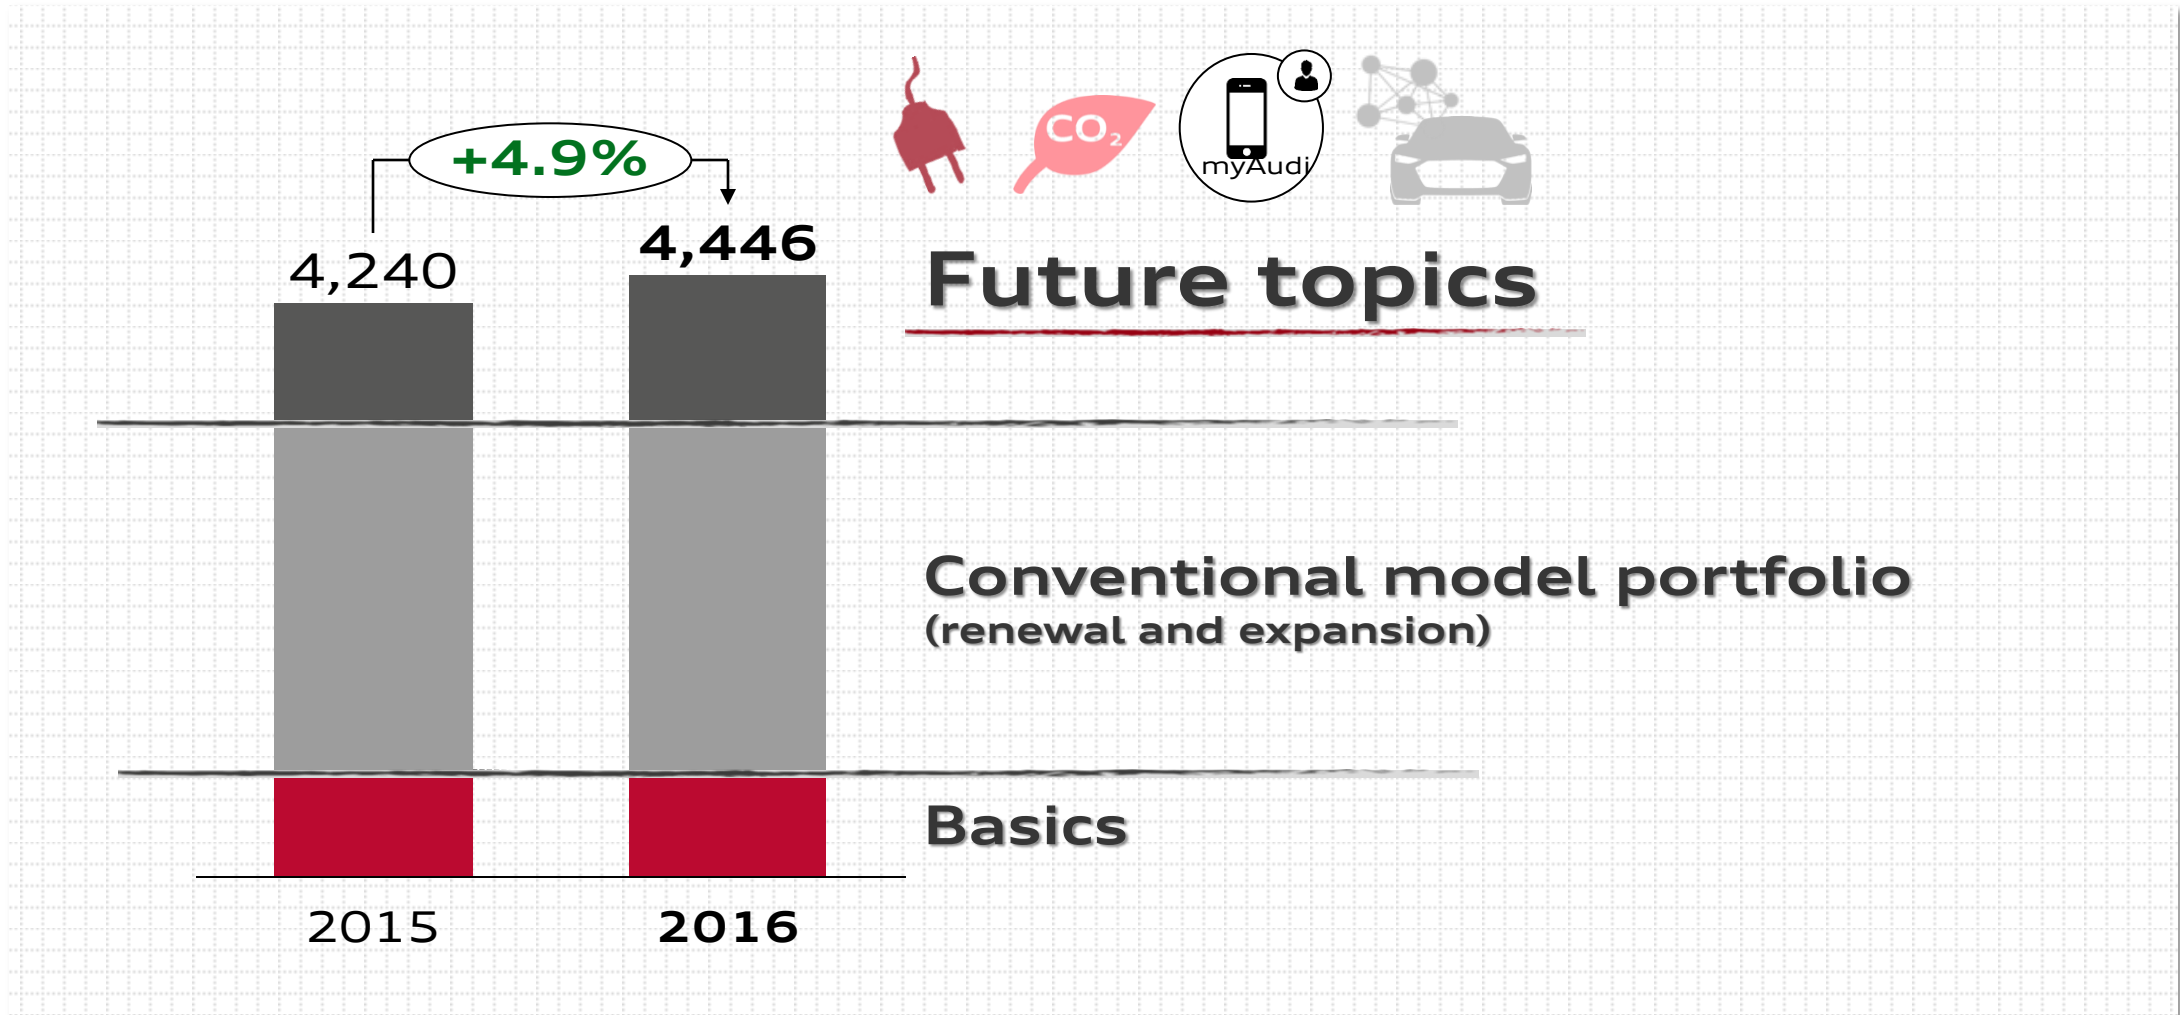 +4.9%
4,240
4,446
CO₂
myAudi
Future topics
Conventional model portfolio
(renewal and expansion)
Basics
2015
2016